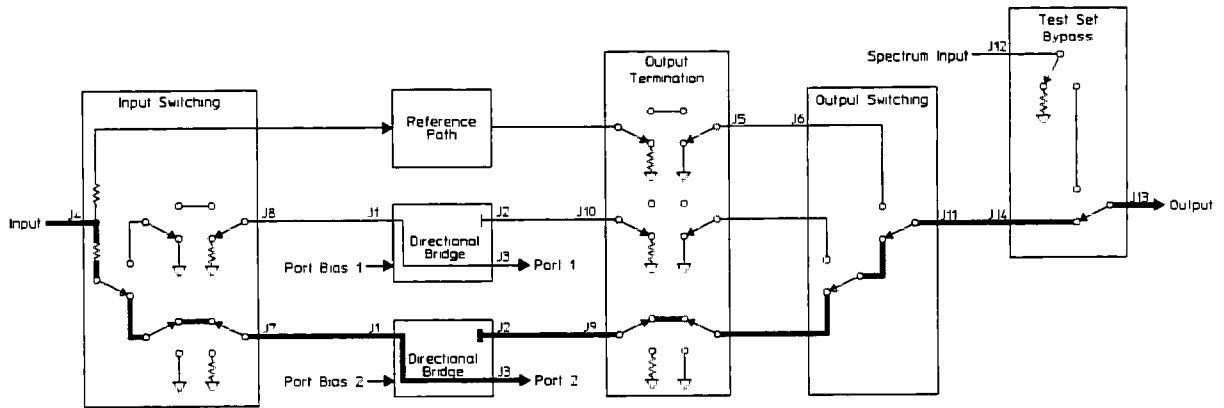 Test Set
Bypass
J12
Spectrum Input
Output
Termination
Input Switching
Reference
Path
Output Switching
J5
J6
Input
J4
J8
J1
J2
J10
J11
J14
J13
Output
Directional
Bridge
J3
Port Bias 1
Port 1
J7
J1
J2
J9
Directional
Bridge
J3
Port Bias 2
Port 2